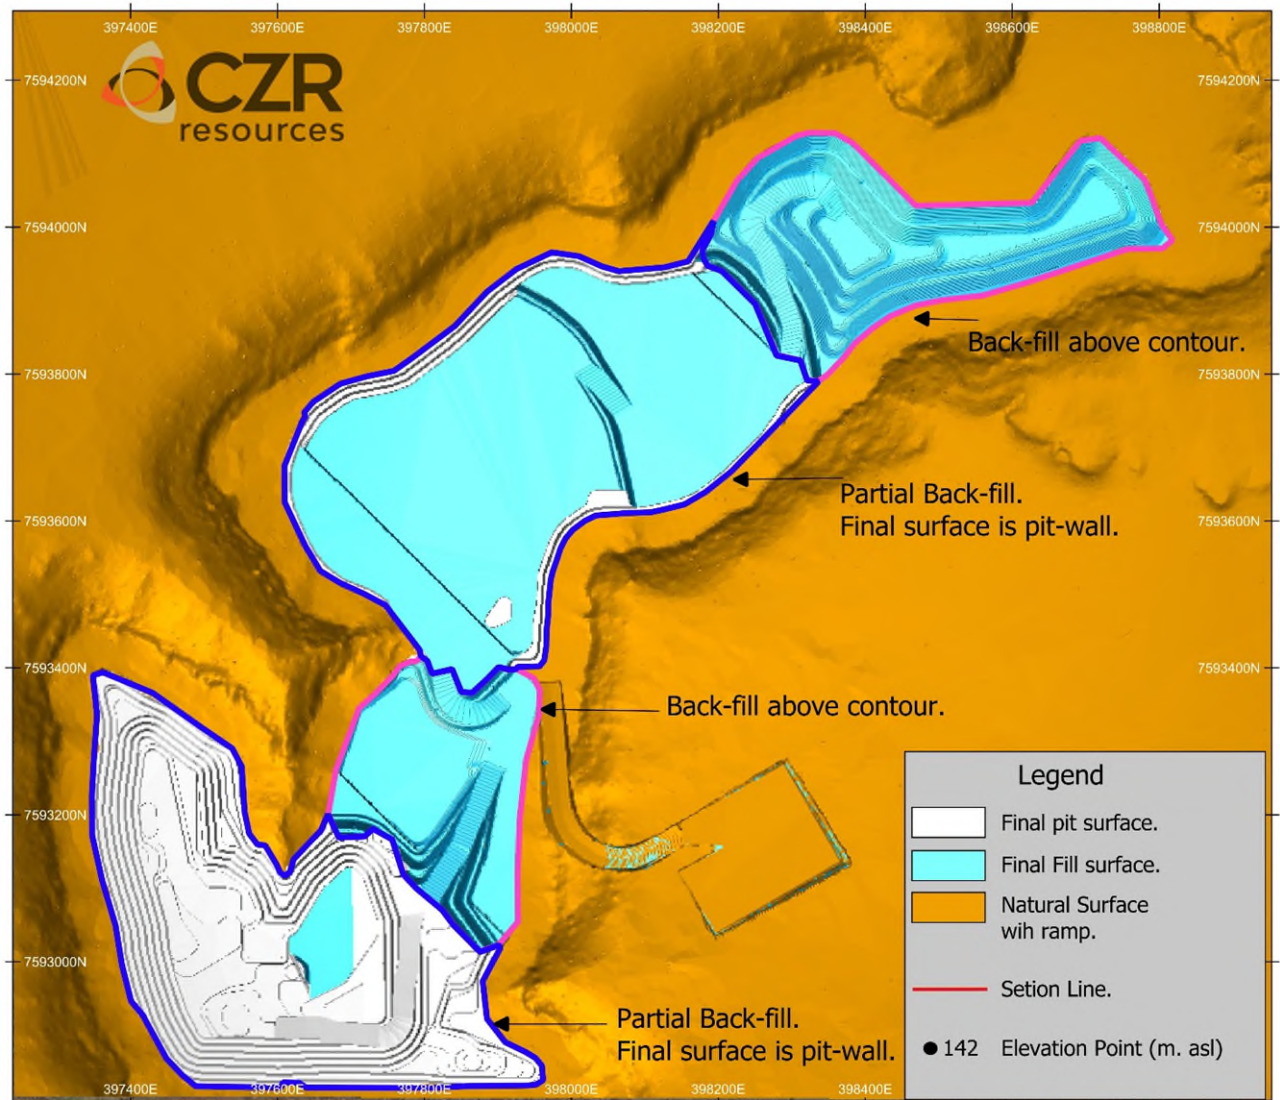 397400E 397600E 397800E 398000E 398200E 398400E 398600E 398800E
CZR
resources
7594200N 7594200N
7594000N 7594000N
Back-fill above contour.
7593800N 7593800N
Partial Back-fill.
Final surface is pit-wall.
7593600N 7593600N
7593400N 7593400N
Back-fill above contour.
7593200N
7593000N
Partial Back-fill.
Final surface is pit-wall.
Legend
Final pit surface.
Final Fill surface.
Natural Surface
wih ramp.
Setion Line.
142 Elevation Point (m. asl)
397400E 397600E 397800E 398000E 398200E 398400E